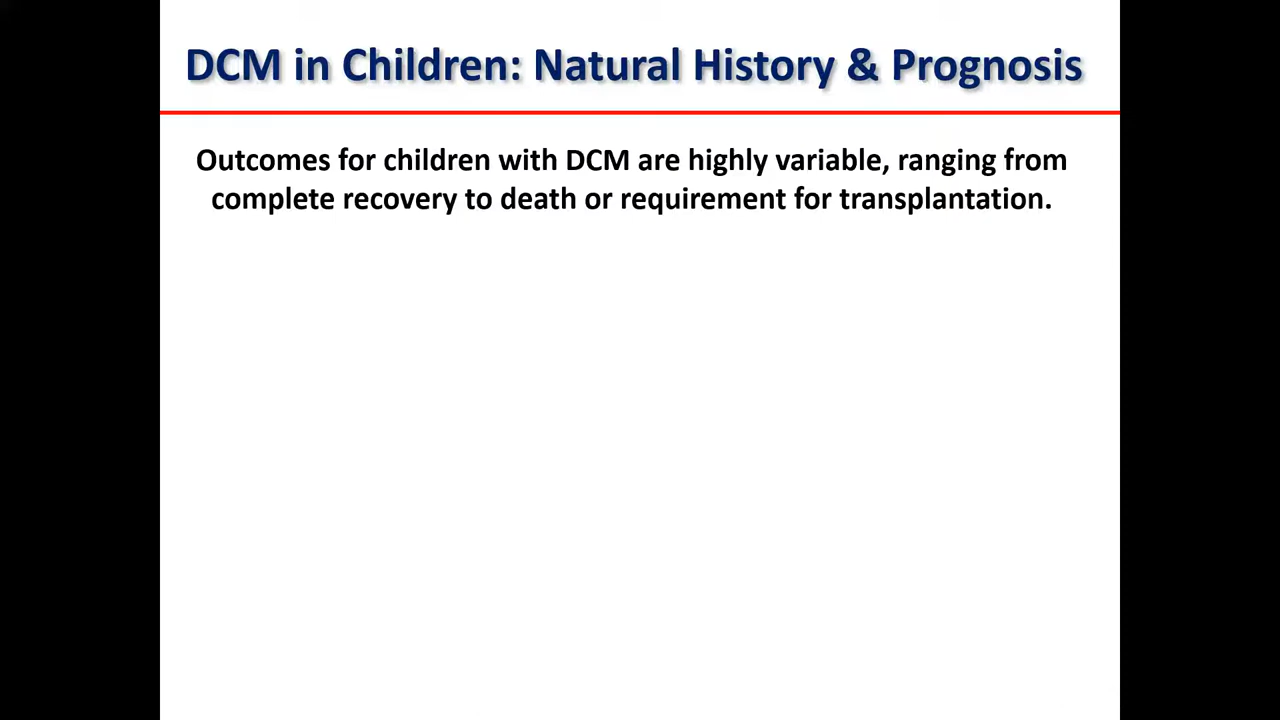 DCM in Children: Natural History & Prognosis
Outcomes for children with DCM are highly variable, ranging from
complete recovery to death or requirement for transplantation.